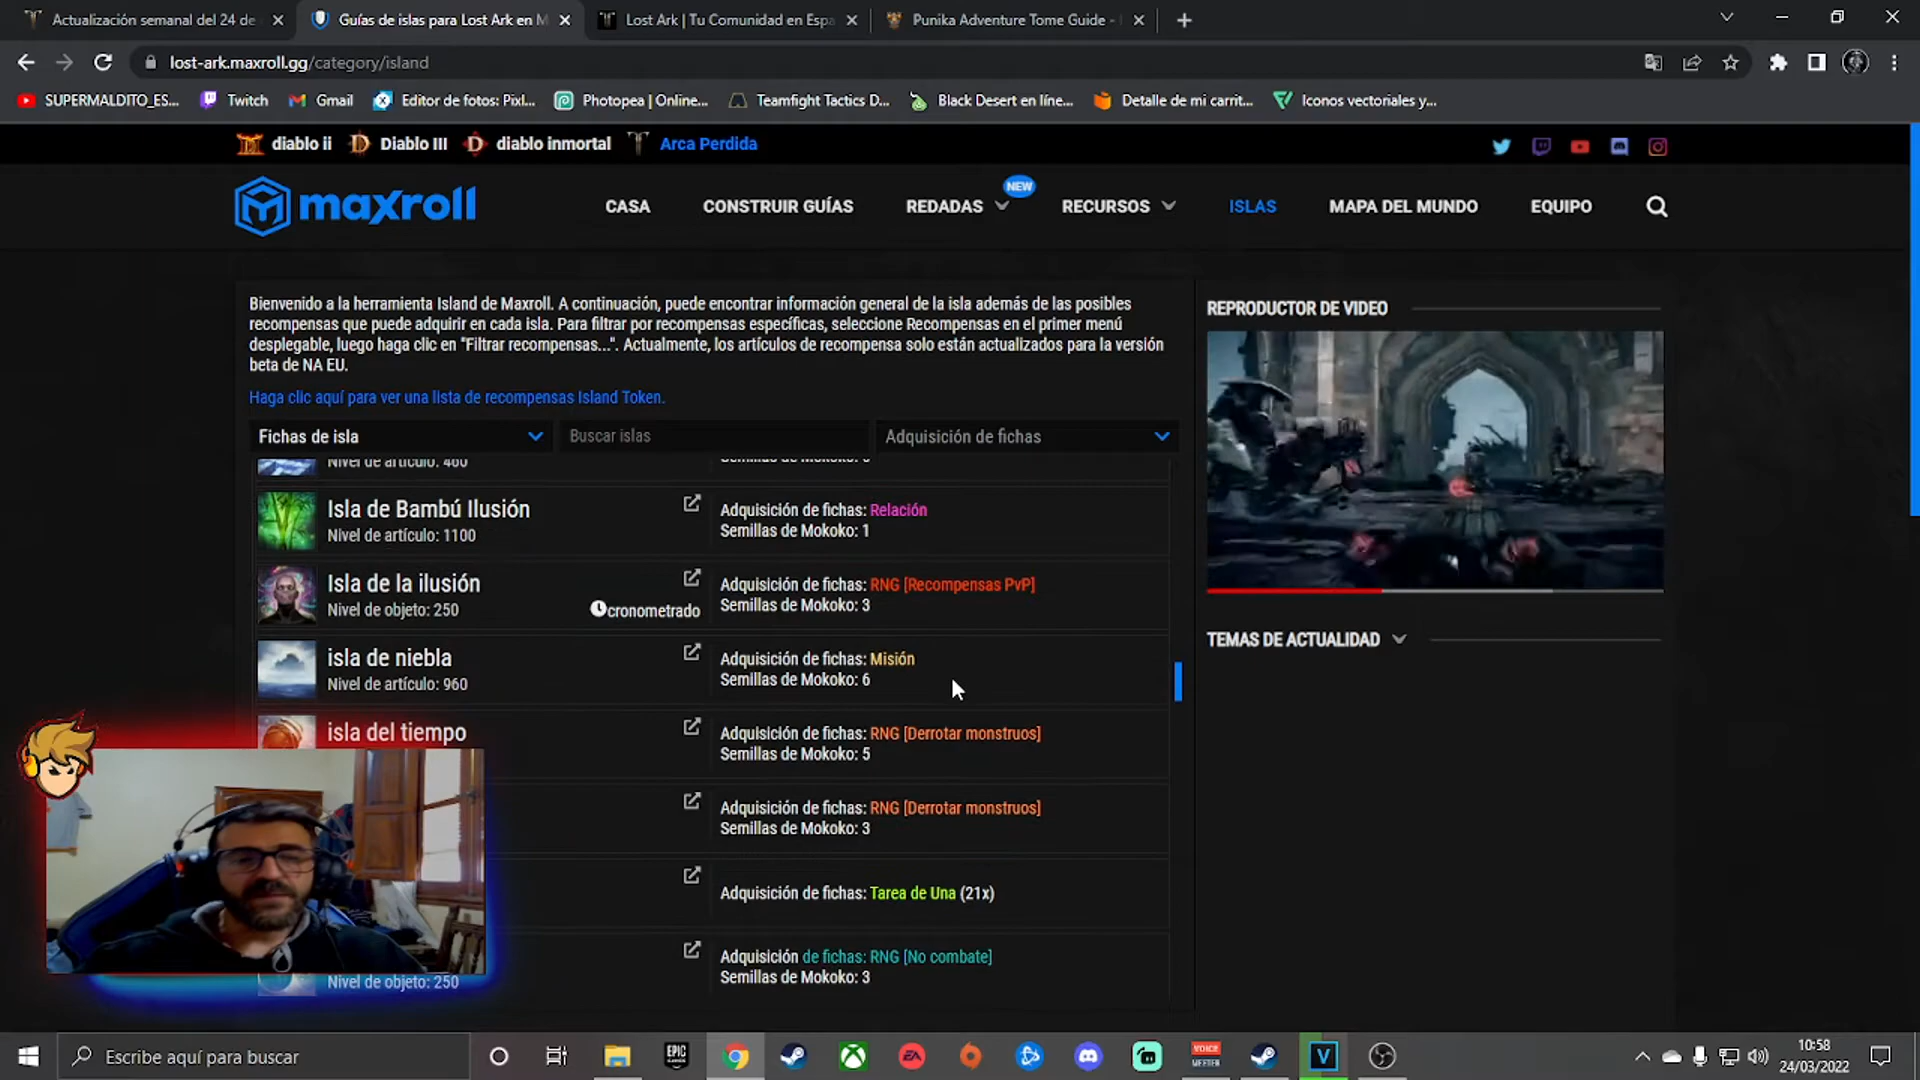 Actualización semanal del 24 de
Guías de islas para Lost Ark en M
Lost Ark | Tu Comunidad en Espa
Punika Adventure Tome Guide -
lost-ark.maxroll.gg/category/island
SUPERMALDITO_ES...
Twitch
Gmail
Editor de fotos: Pixl...
Photopea | Online...
Teamfight Tactics D...
Black Desert en líne...
Detalle de mi carrit...
Iconos vectoriales y...
diablo ii
Diablo III
diablo inmortal
Arca Perdida
maxroll
CASA
CONSTRUIR GUÍAS
REDADAS
NEW
RECURSOS
ISLAS
MAPA DEL MUNDO
EQUIPO
Bienvenido a la herramienta Island de Maxroll. A continuación, puede encontrar información general de la isla además de las posibles
recompensas que puede adquirir en cada isla. Para filtrar por recompensas específicas, seleccione Recompensas en el primer menú
desplegable, luego haga clic en "Filtrar recompensas...". Actualmente, los artículos de recompensa solo están actualizados para la versión
beta de NA EU.
Haga clic aquí para ver una lista de recompensas Island Token.
Fichas de isla
Buscar islas
Adquisición de fichas
Nivel de artículo: 460
Isla de Bambú Ilusión
Nivel de artículo: 1100
Adquisición de fichas: Relación
Semillas de Mokoko: 1
Isla de la ilusión
Nivel de objeto: 250
cronometrado
Adquisición de fichas: RNG [Recompensas PvP]
Semillas de Mokoko: 3
isla de niebla
Nivel de artículo: 960
Adquisición de fichas: Misión
Semillas de Mokoko: 6
isla del tiempo
Adquisición de fichas: RNG [Derrotar monstruos]
Semillas de Mokoko: 5
Adquisición de fichas: RNG [Derrotar monstruos]
Semillas de Mokoko: 3
Adquisición de fichas: Tarea de Una (21x)
Adquisición de fichas: RNG [No combate]
Semillas de Mokoko: 3
Nivel de objeto: 250
REPRODUCTOR DE VIDEO
TEMAS DE ACTUALIDAD
Escribe aquí para buscar
EPIC
GAMES
EA
VOICE
MEETER
V
10:58
24/03/2022